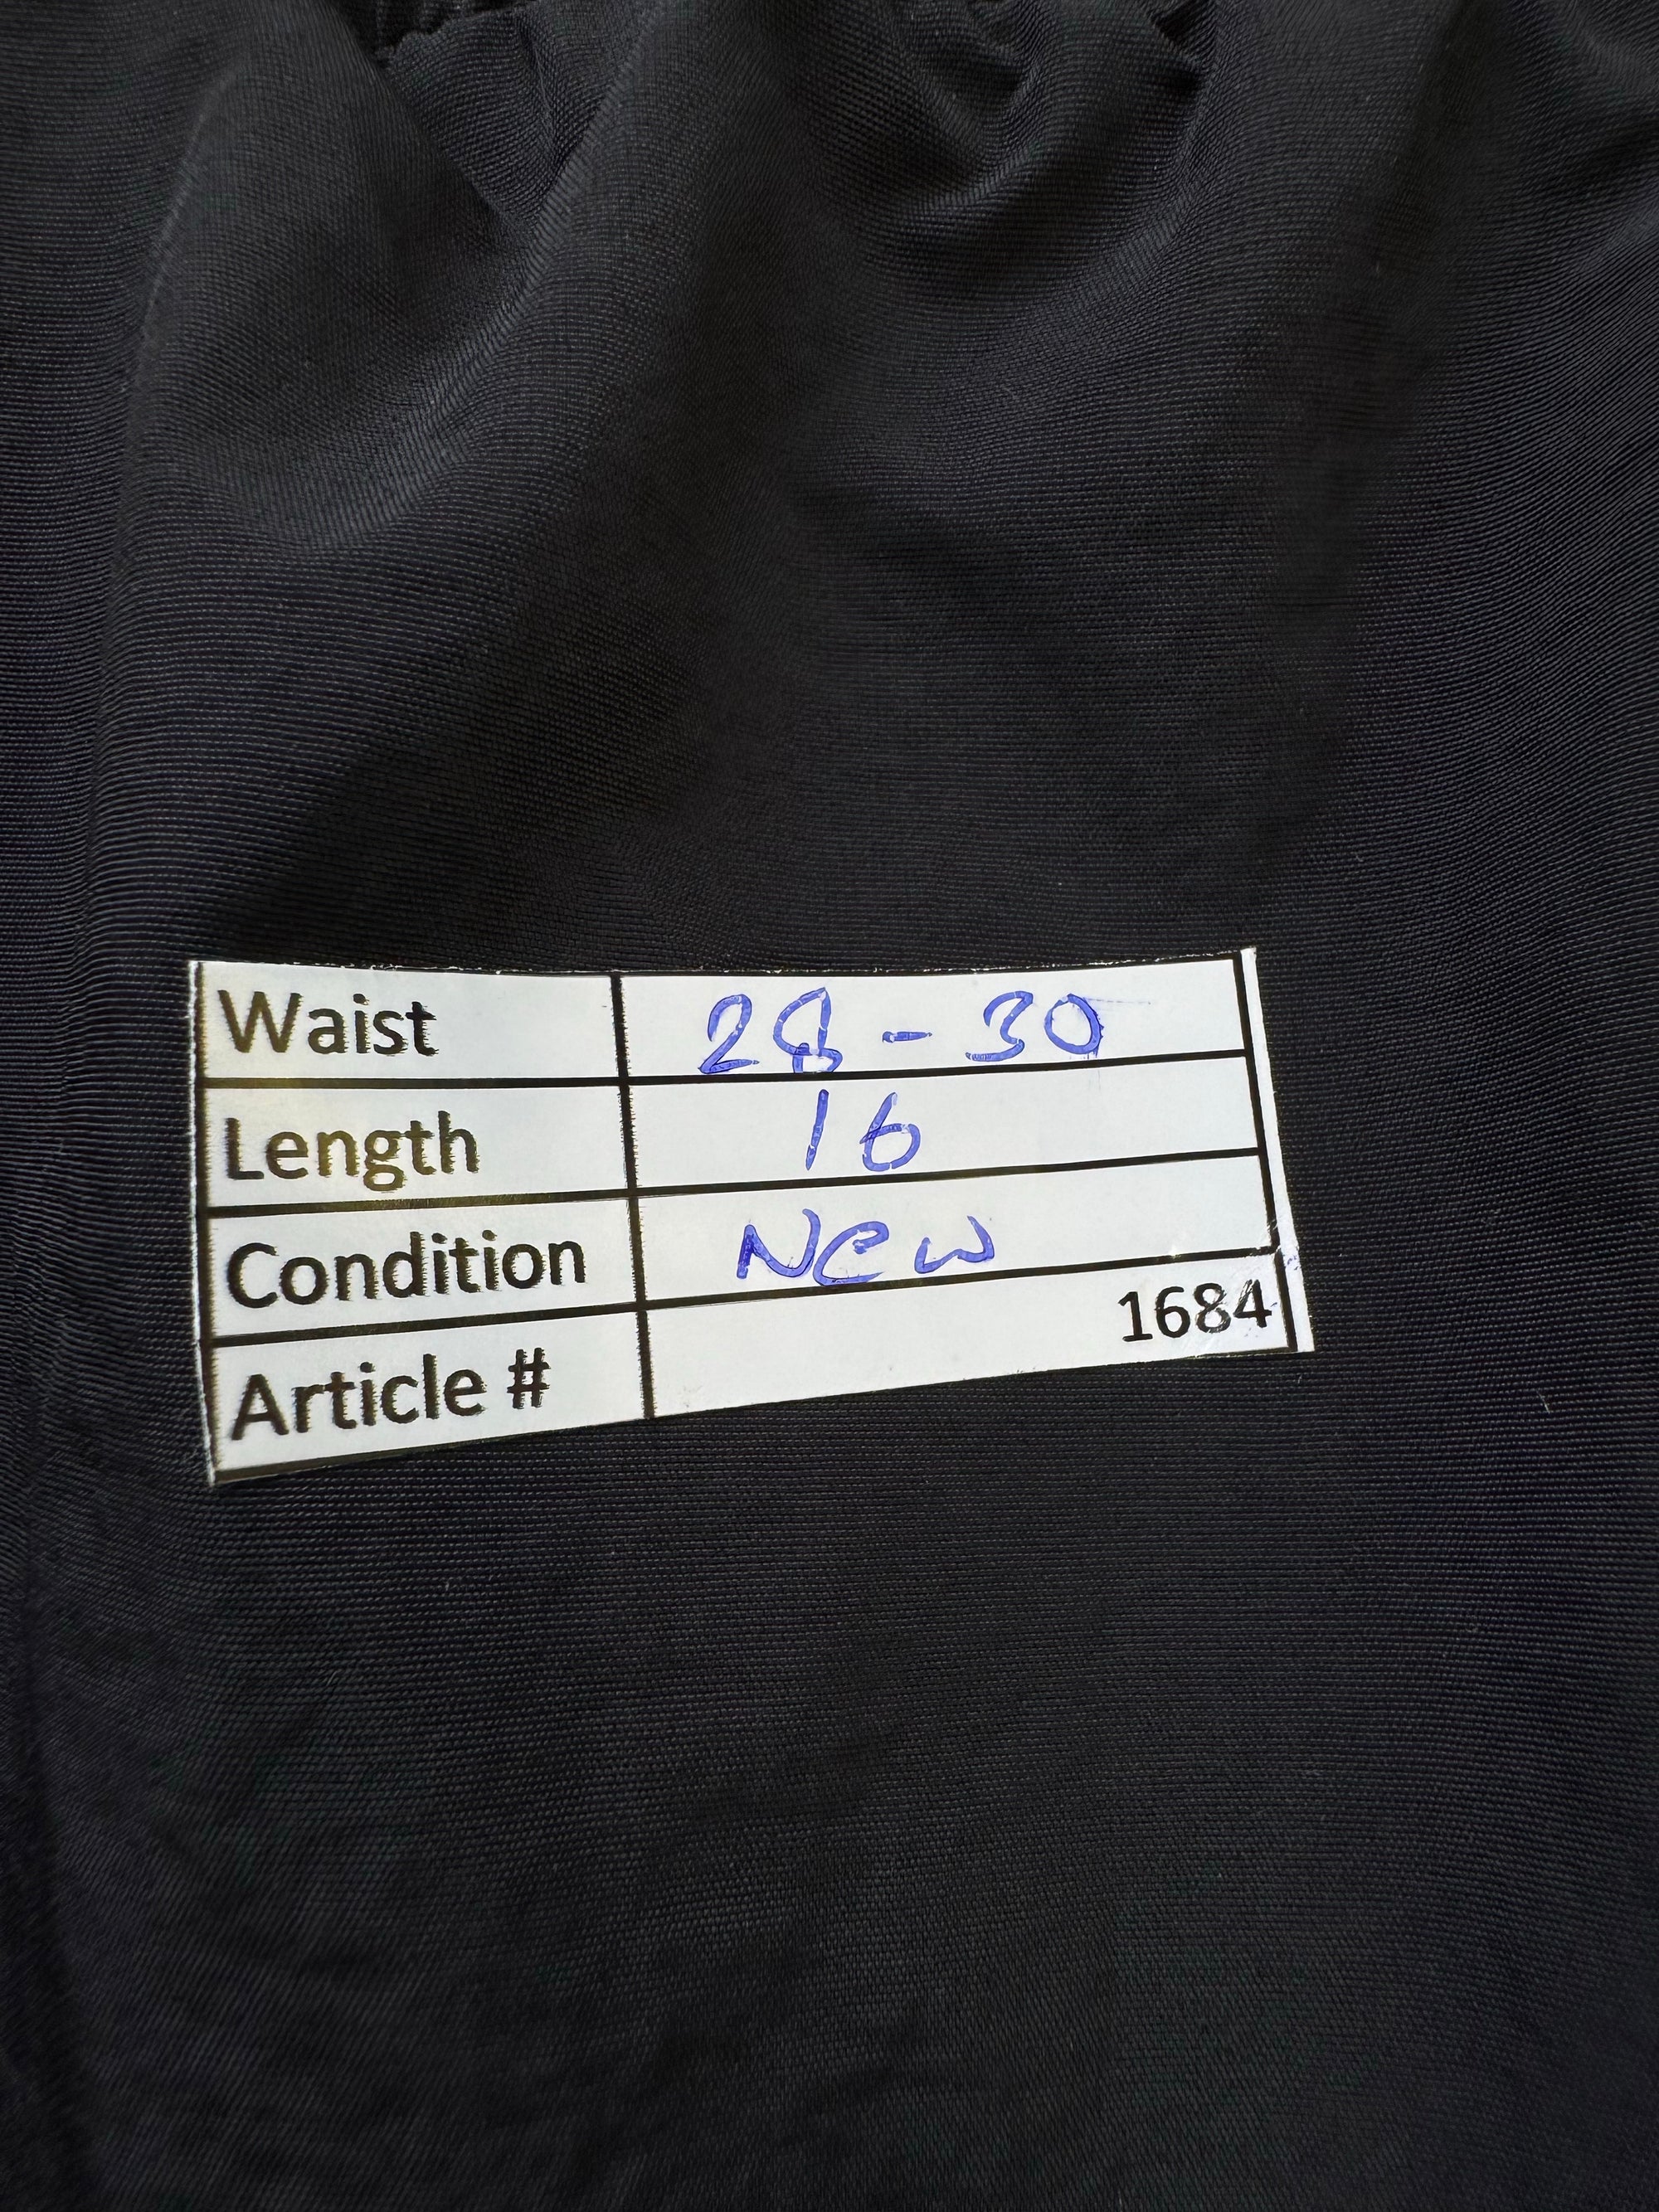 Waist 28 - 30
Length 16
Condition New
Article # 1684